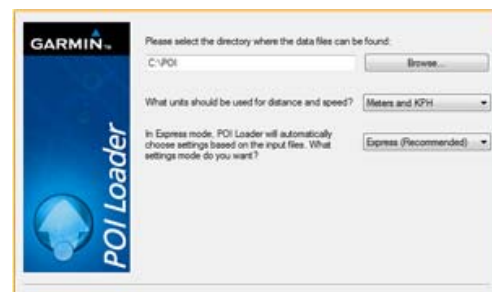 GARMIN™
POI Loader
Please select the directory where the data files can be found:
C:\POI
Browse...
What units should be used for distance and speed?
Meters and KPH
In Express mode, POI Loader will automatically
choose settings based on the input files. What
settings mode do you want?
Express (Recommended)